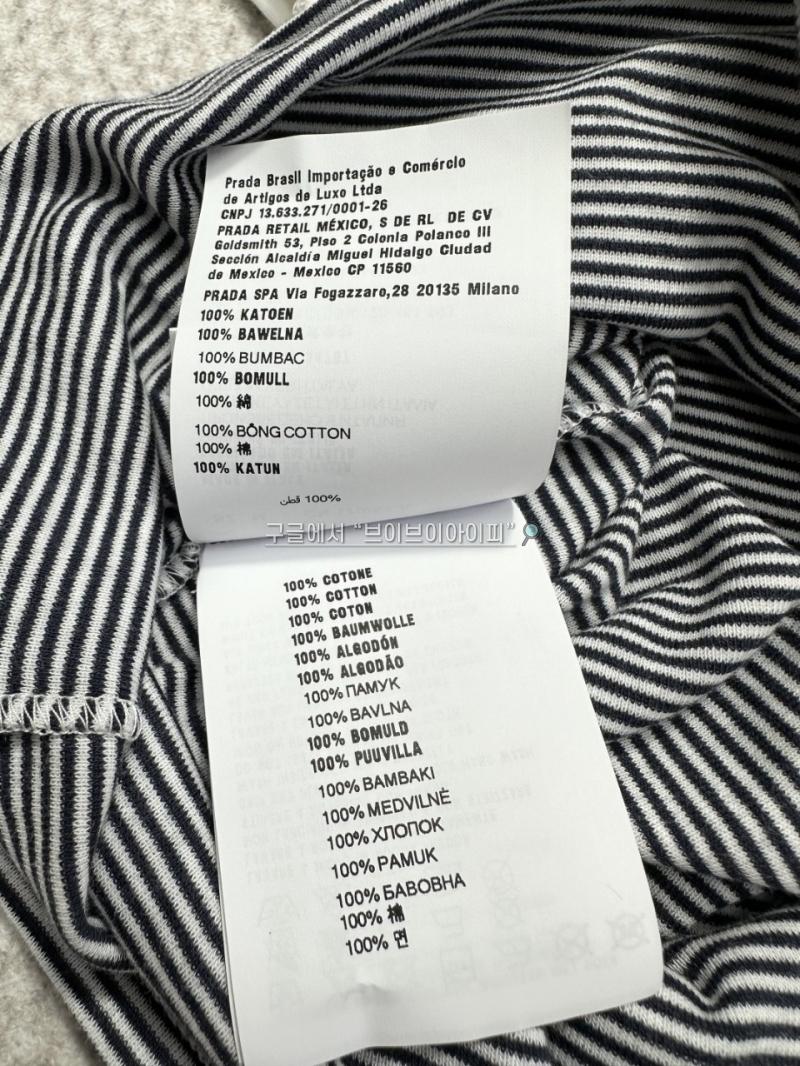 Prada Brasil Importação e Comércio
de Artigos de Luxo Ltda
CNPJ 13.633.271/0001-26
PRADA RETAIL MÉXICO, S DE RL DE CV
Goldsmith 53, Piso 2 Colonia Polanco III
Sección Alcaldía Miguel Hidalgo Ciudad
de Mexico - Mexico CP 11560
PRADA SPA Via Fogazzaro,28 20135 Milano
100% KATOEN
100% BAWELNA
100% BUMBAC
100% BOMULL
100% 綿
100% BÔNG COTTON
100% 棉
100% KATUN
100% قطن
구글에서 “브이브이아이피”
100% COTONE
100% COTTON
100% COTON
100% BAUMWOLLE
100% ALGODÓN
100% ALGODÃO
100% ПАМУК
100% BAVLNA
100% BOMULD
100% PUUVILLA
100% BAMBAKI
100% MEDVILNĖ
100% ХЛОПОК
100% PAMUK
100% БАВОВНА
100% 棉
100% 면